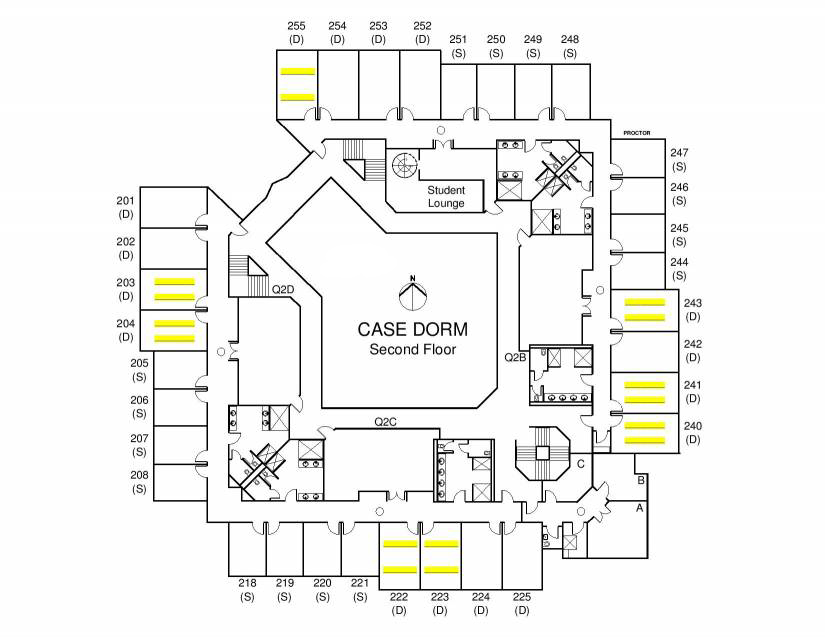 255
(D)
254
(D)
253
(D)
252
(D)
251
(S)
250
(S)
249
(S)
248
(S)
PROCTOR
247
(S)
246
(S)
245
(S)
244
(S)
243
(D)
242
(D)
241
(D)
240
(D)
Student
Lounge
201
(D)
202
(D)
203
(D)
204
(D)
205
(S)
206
(S)
207
(S)
208
(S)
Q2D
N
CASE DORM
Second Floor
Q2B
Q2C
C
B
A
218
(S)
219
(S)
220
(S)
221
(S)
222
(D)
223
(D)
224
(D)
225
(D)